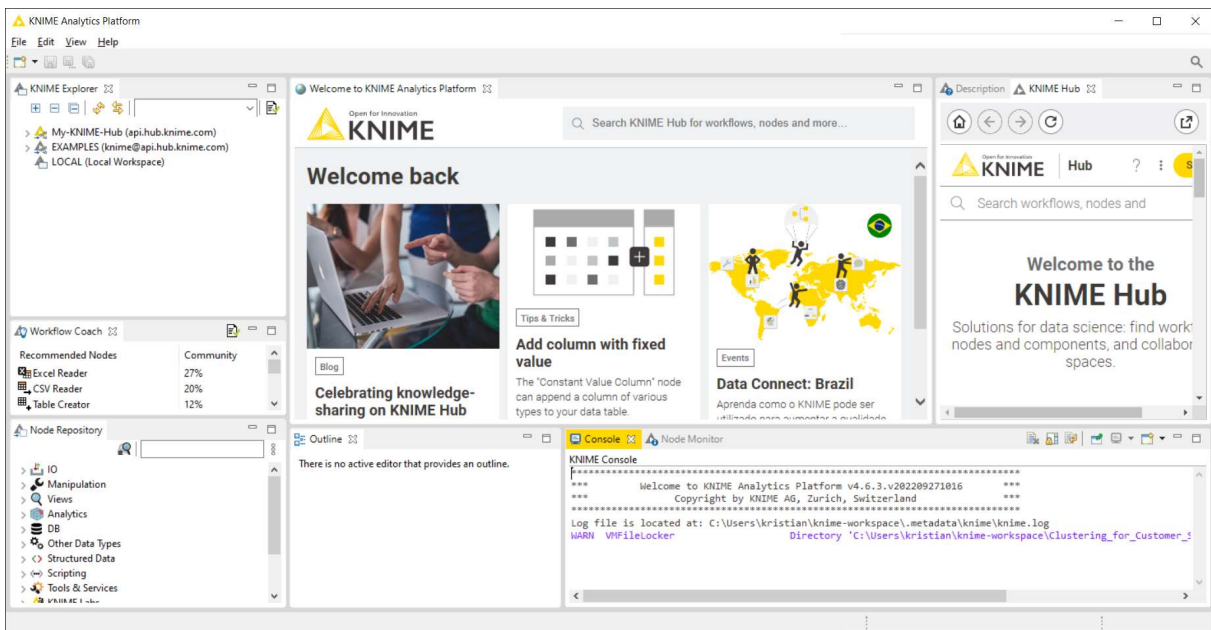 KNIME Analytics Platform
File Edit View Help
KNIME Explorer
My-KNIME-Hub (api.hub.knime.com)
EXAMPLES (knime@api.hub.knime.com)
LOCAL (Local Workspace)
Workflow Coach
Recommended Nodes Community
Excel Reader 27%
CSV Reader 20%
Table Creator 12%
Node Repository
IO
Manipulation
Views
Analytics
DB
Other Data Types
Structured Data
Scripting
Tools & Services
KNIME Labs
Welcome to KNIME Analytics Platform
Open for Innovation
KNIME
Search KNIME Hub for workflows, nodes and more...
Welcome back
Blog
Celebrating knowledge-
sharing on KNIME Hub
Tips & Tricks
Add column with fixed
value
The "Constant Value Column" node
can append a column of various
types to your data table.
Events
Data Connect: Brazil
Aprenda como o KNIME pode ser
utilizado para aumentar a qualidade
Description KNIME Hub
Open for Innovation
KNIME Hub ? S
Search workflows, nodes and
Welcome to the
KNIME Hub
Solutions for data science: find workf
nodes and components, and collabor
spaces.
Outline
There is no active editor that provides an outline.
Console Node Monitor
KNIME Console
********************************************************************************
*** Welcome to KNIME Analytics Platform v4.6.3.v202209271016 ***
*** Copyright by KNIME AG, Zurich, Switzerland ***
********************************************************************************
Log file is located at: C:\Users\kristian\knime-workspace\.metadata\knime\knime.log
WARN VMFileLocker Directory 'C:\Users\kristian\knime-workspace\Clustering_for_Customer_S